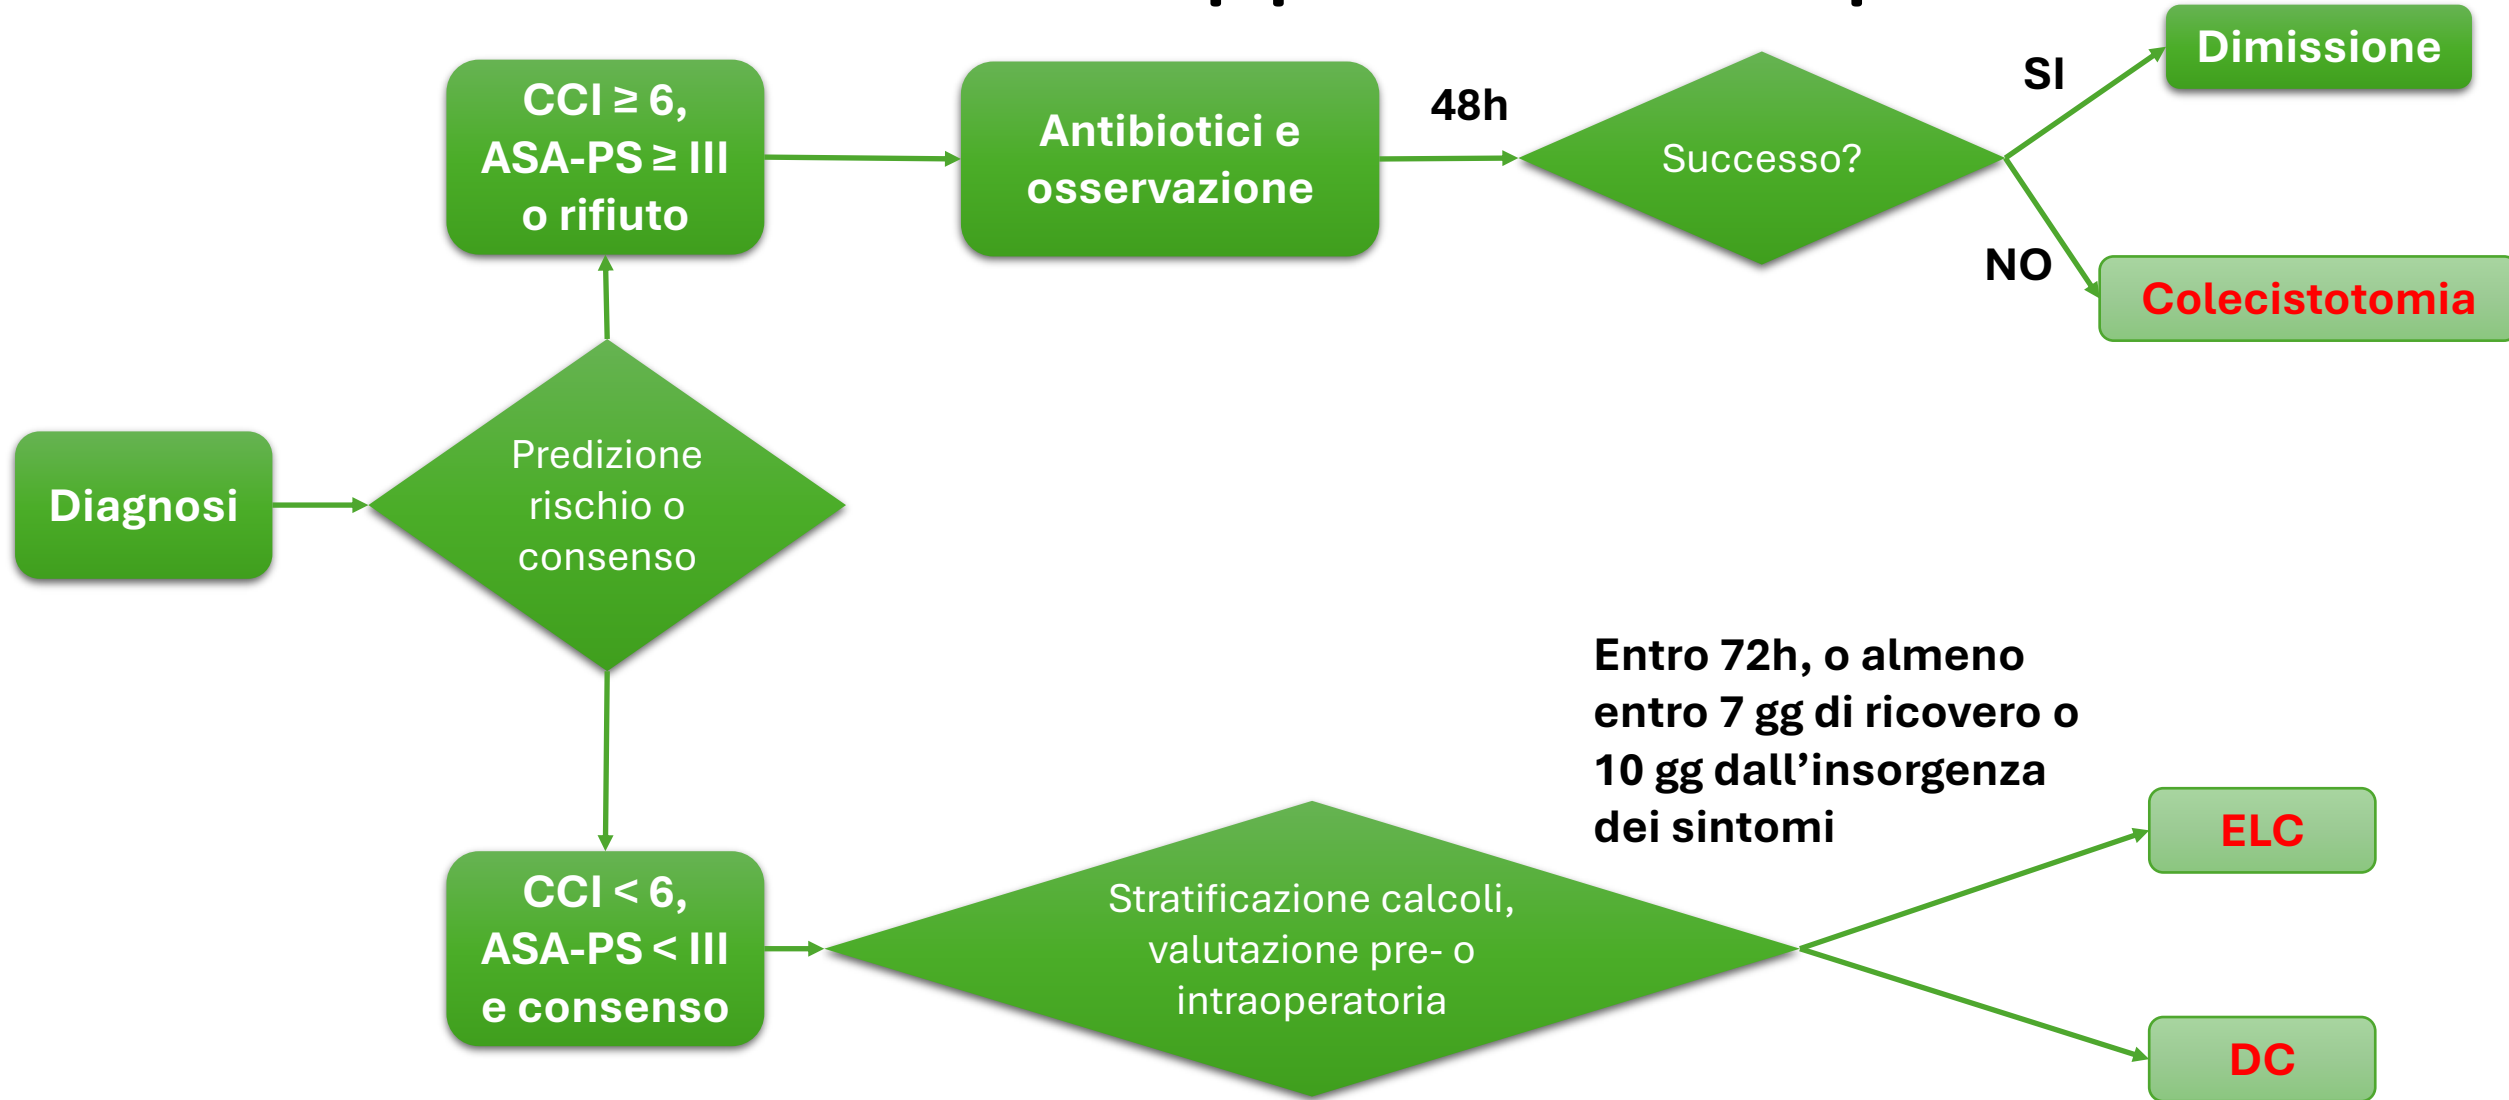 Dimissione
SI
CCI ≥ 6,
ASA-PS ≥ III
o rifiuto
Antibiotici e
osservazione
48h
Successo?
NO
Colecistotomia
Diagnosi
Predizione
rischio o
consenso
Entro 72h, o almeno
entro 7 gg di ricovero o
10 gg dall’insorgenza
dei sintomi
CCI < 6,
ASA-PS < III
e consenso
Stratificazione calcoli,
valutazione pre- o
intraoperatoria
ELC
DC